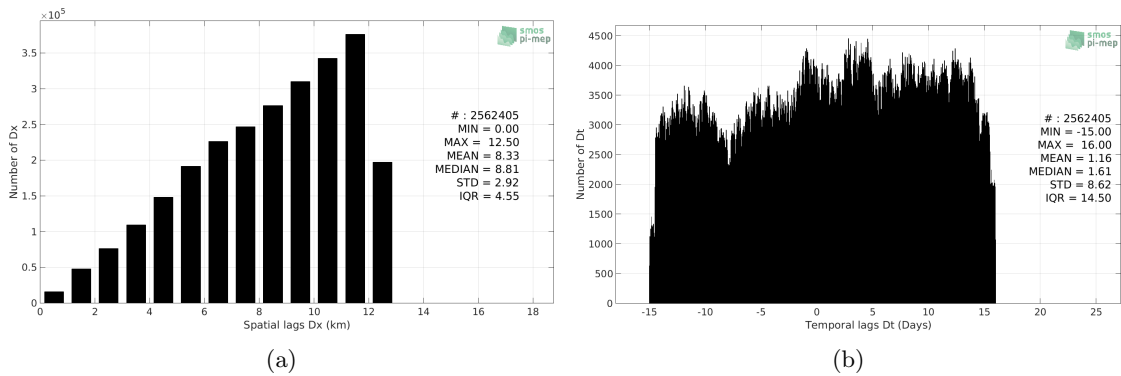 ×10⁵
3.5
3
2.5
2
1.5
1
0.5
0
Number of Dx
0 2 4 6 8 10 12 14 16 18
Spatial lags Dx (km)
smos
pi-mep
# : 2562405
MIN = 0.00
MAX = 12.50
MEAN = 8.33
MEDIAN = 8.81
STD = 2.92
IQR = 4.55
(a)
4500
4000
3500
3000
2500
2000
1500
1000
500
0
Number of Dt
-15 -10 -5 0 5 10 15 20 25
Temporal lags Dt (Days)
smos
pi-mep
# : 2562405
MIN = -15.00
MAX = 16.00
MEAN = 1.16
MEDIAN = 1.61
STD = 8.62
IQR = 14.50
(b)